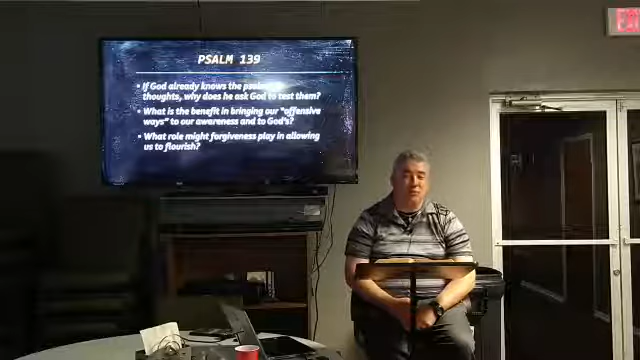 PSALM 139
• If God already knows the psalmist's
thoughts, why does he ask God to test them?
• What is the benefit in bringing our "offensive
ways" to our awareness and to God's?
• What role might forgiveness play in allowing
us to flourish?
EXIT